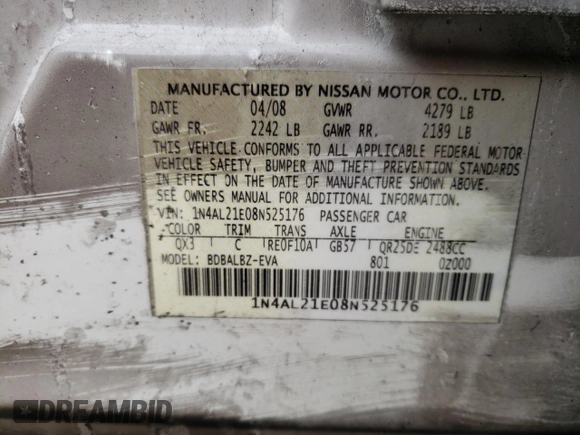 MANUFACTURED BY NISSAN MOTOR CO., LTD.
DATE 04/08 GVWR 4279 LB
GAWR FR. 2242 LB GAWR RR. 2189 LB
THIS VEHICLE CONFORMS TO ALL APPLICABLE FEDERAL MOTOR
VEHICLE SAFETY, BUMPER AND THEFT PREVENTION STANDARDS
IN EFFECT ON THE DATE OF MANUFACTURE SHOWN ABOVE.
SEE OWNERS MANUAL FOR ADDITIONAL INFORMATION.
VIN: 1N4AL21E08N525176 PASSENGER CAR
COLOR TRIM TRANS AXLE ENGINE
QX3 C RE0F10A GB57 QR25DE 2488CC
MODEL: BDBALBZ-EVA 801 0Z000
1N4AL21E08N525176
DREAMBID